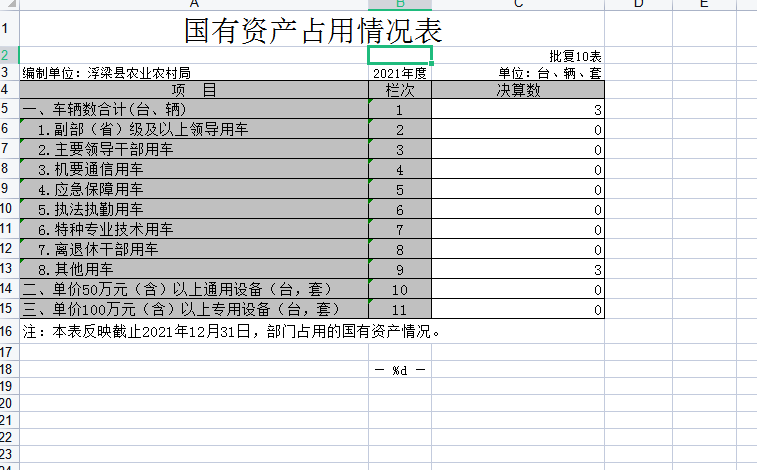 A B C D E
1 国有资产占用情况表
2 批复10表
3 编制单位：浮梁县农业农村局 2021年度 单位：台、辆、套
4 项 目 栏次 决算数
5 一、车辆数合计(台、辆) 1 3
6 1.副部（省）级及以上领导用车 2 0
7 2.主要领导干部用车 3 0
8 3.机要通信用车 4 0
9 4.应急保障用车 5 0
10 5.执法执勤用车 6 0
11 6.特种专业技术用车 7 0
12 7.离退休干部用车 8 0
13 8.其他用车 9 3
14 二、单价50万元（含）以上通用设备（台，套） 10 0
15 三、单价100万元（含）以上专用设备（台，套） 11 0
16 注：本表反映截止2021年12月31日，部门占用的国有资产情况。
17
18 — %d —
19
20
21
22
23